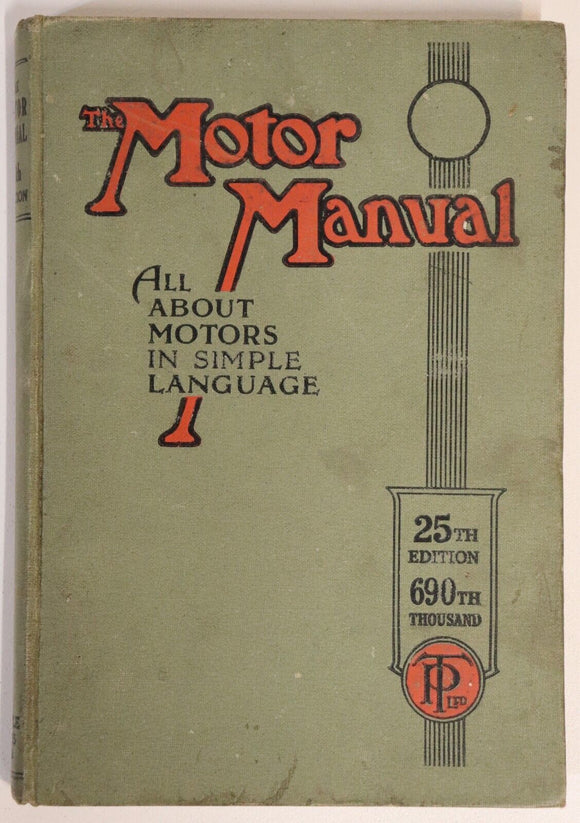 The Motor
Manual
ALL
ABOUT
MOTORS
IN SIMPLE
LANGUAGE
25TH
EDITION
690TH
THOUSAND
TP
LTD